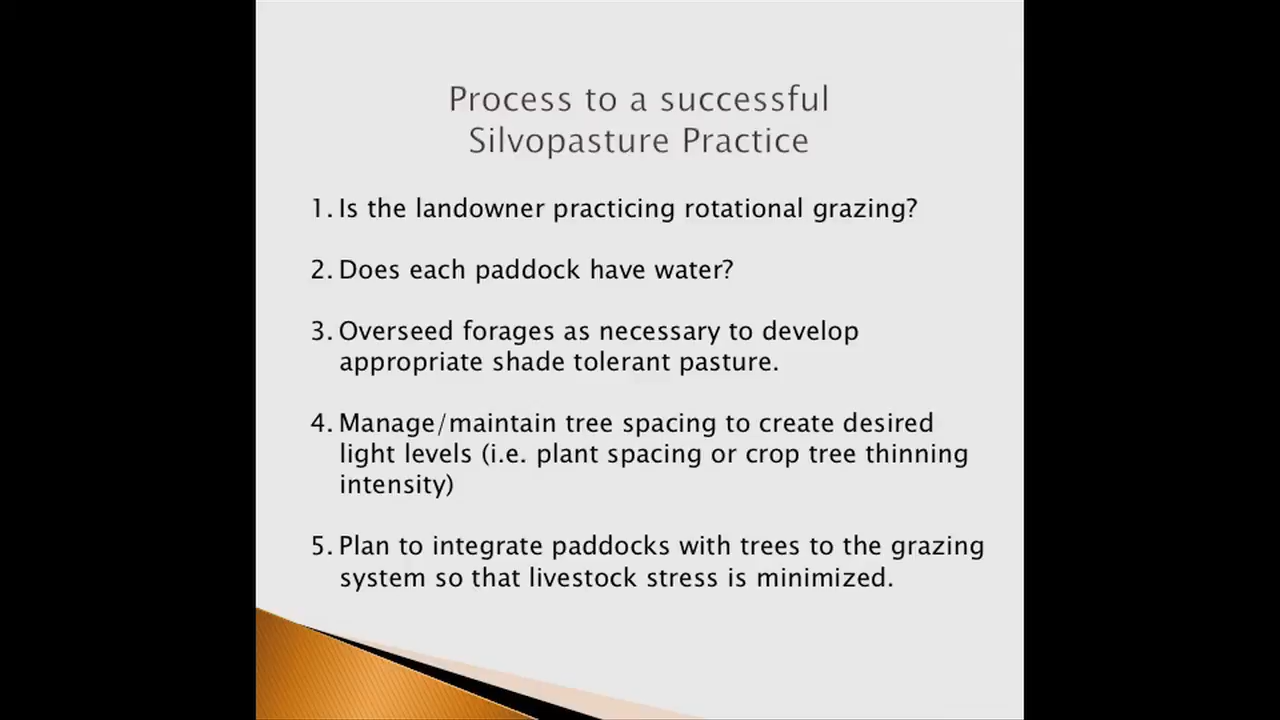 Process to a successful
Silvopasture Practice
1. Is the landowner practicing rotational grazing?
2. Does each paddock have water?
3. Overseed forages as necessary to develop
appropriate shade tolerant pasture.
4. Manage/maintain tree spacing to create desired
light levels (i.e. plant spacing or crop tree thinning
intensity)
5. Plan to integrate paddocks with trees to the grazing
system so that livestock stress is minimized.